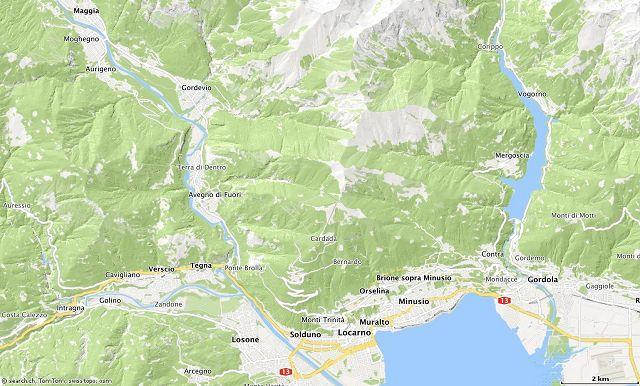 Maggia
Moghegno
Aurigeno
Gordevio
Corippo
Vogorno
Mergoscia
Terra di Dentro
Avegno di Fuori
Auressio
Monti di Motti
Cardada
Bernardo
Contra
Gordemo
Cavigliano
Verscio
Tegna
Ponte Brolla
Brione sopra Minusio
Mondacce
Gordola
Gaggiole
Intragna
Golino
Zandone
Orselina
Minusio
13
Costa Calezzo
Monti Trinità
Muralto
Solduno
Locarno
Losone
Arcegno
13
2 km
© search.ch, TomTom, swisstopo, osm